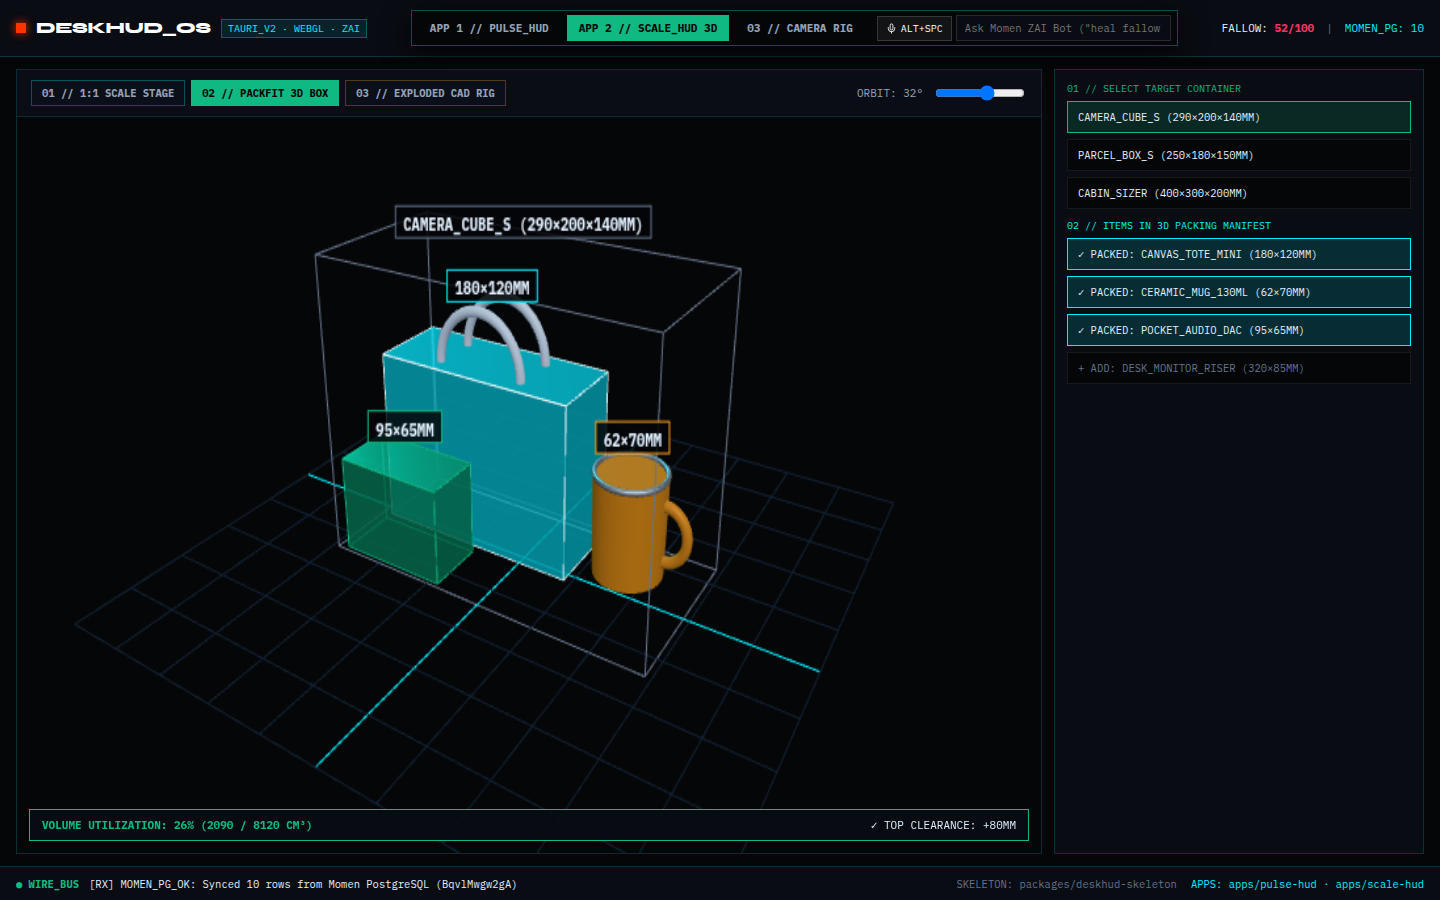 DESKHUD_OS
TAURI_V2 · WEBGL · ZAI
APP 1 // PULSE_HUD
APP 2 // SCALE_HUD 3D
03 // CAMERA RIG
ALT+SPC
Ask Momen ZAI Bot ("heal fallow
FALLOW: 52/100 | MOMEN_PG: 10
01 // 1:1 SCALE STAGE
02 // PACKFIT 3D BOX
03 // EXPLODED CAD RIG
ORBIT: 32°
CAMERA_CUBE_S (290×200×140MM)
180×120MM
95×65MM
62×70MM
VOLUME UTILIZATION: 26% (2090 / 8120 CM³)
✓ TOP CLEARANCE: +80MM
01 // SELECT TARGET CONTAINER
CAMERA_CUBE_S (290×200×140MM)
PARCEL_BOX_S (250×180×150MM)
CABIN_SIZER (400×300×200MM)
02 // ITEMS IN 3D PACKING MANIFEST
✓ PACKED: CANVAS_TOTE_MINI (180×120MM)
✓ PACKED: CERAMIC_MUG_130ML (62×70MM)
✓ PACKED: POCKET_AUDIO_DAC (95×65MM)
+ ADD: DESK_MONITOR_RISER (320×85MM)
● WIRE_BUS [RX] MOMEN_PG_OK: Synced 10 rows from Momen PostgreSQL (BqvlMwgw2gA)
SKELETON: packages/deskhud-skeleton
APPS: apps/pulse-hud · apps/scale-hud